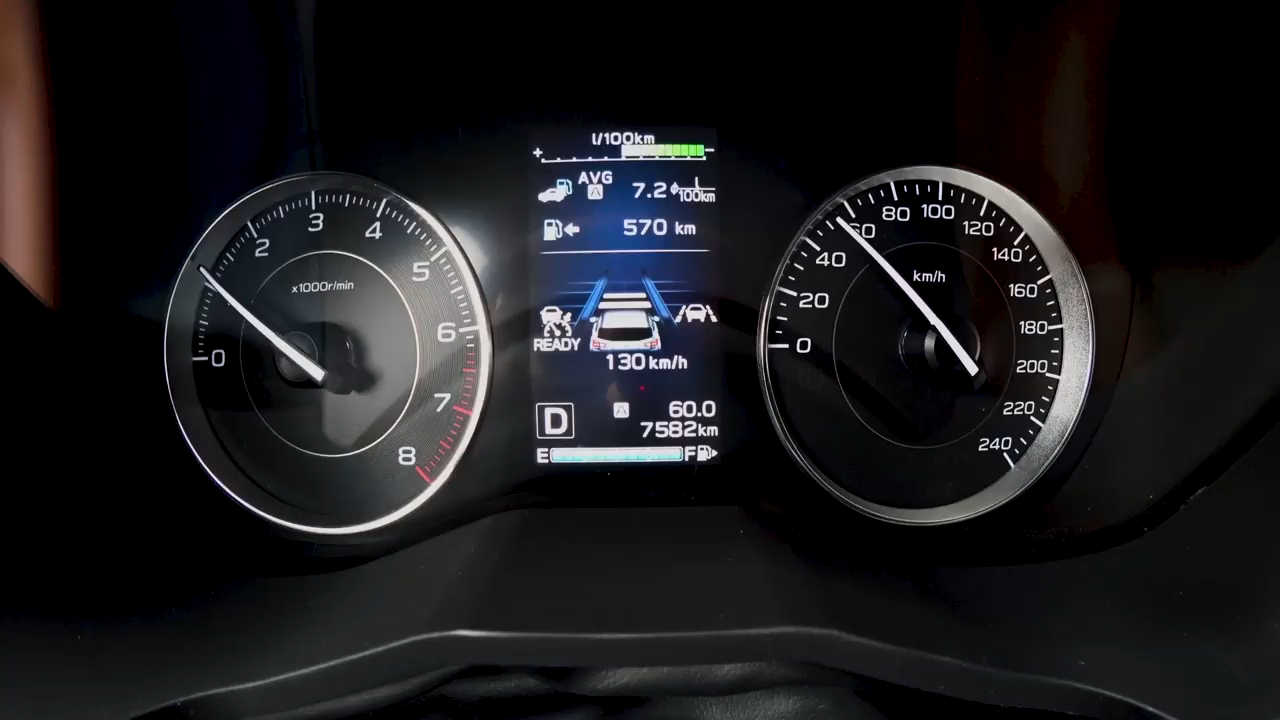 0
1
2
3
4
5
6
7
8
x1000r/min
l/100km
+ −
AVG
A 7.2 ϕ L/100km
570 km
READY
130 km/h
D
A 60.0
7582km
E F
0
20
40
60
80
100
120
140
160
180
200
220
240
km/h